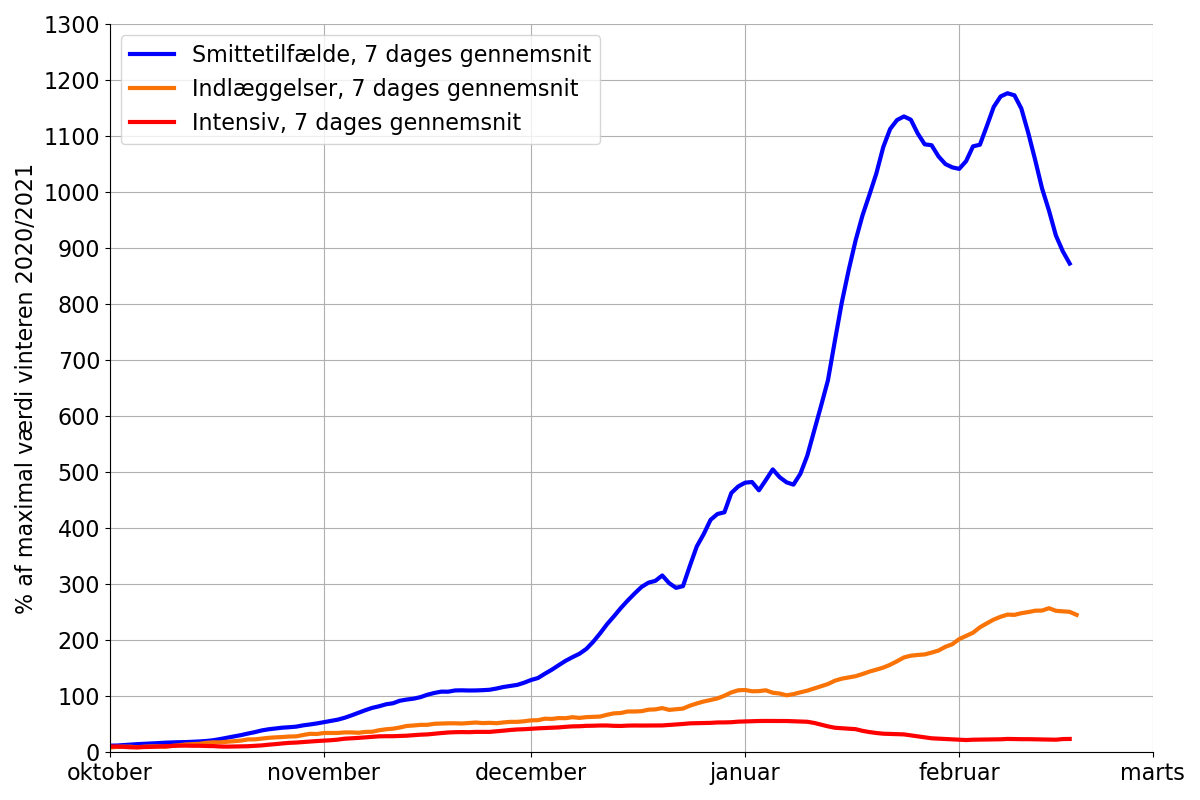 Smittetilfælde, 7 dages gennemsnit
Indlæggelser, 7 dages gennemsnit
Intensiv, 7 dages gennemsnit
% af maximal værdi vinteren 2020/2021
1300
1200
1100
1000
900
800
700
600
500
400
300
200
100
0
oktober november december januar februar marts